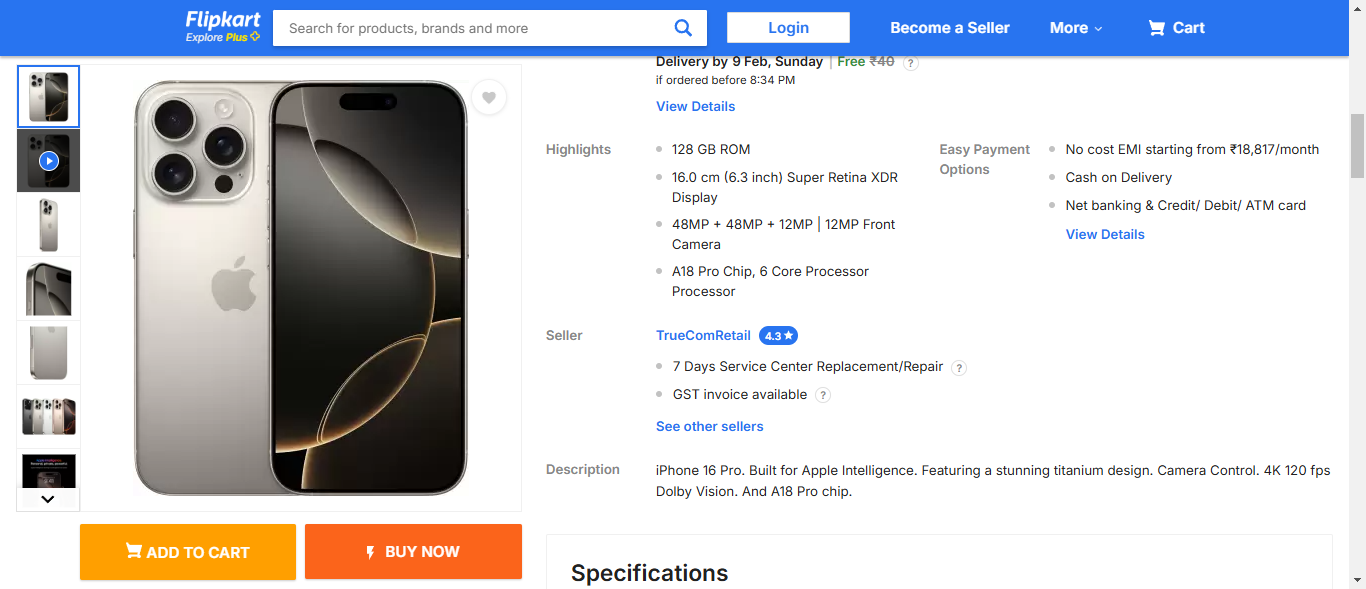 Flipkart
Explore Plus
Search for products, brands and more
Login
Become a Seller
More
Cart
Delivery by 9 Feb, Sunday | Free ₹40 ?
if ordered before 8:34 PM
View Details
Highlights
128 GB ROM
16.0 cm (6.3 inch) Super Retina XDR
Display
48MP + 48MP + 12MP | 12MP Front
Camera
A18 Pro Chip, 6 Core Processor
Processor
Easy Payment
Options
No cost EMI starting from ₹18,817/month
Cash on Delivery
Net banking & Credit/ Debit/ ATM card
View Details
Seller
TrueComRetail 4.3★
7 Days Service Center Replacement/Repair ?
GST invoice available ?
See other sellers
Description
iPhone 16 Pro. Built for Apple Intelligence. Featuring a stunning titanium design. Camera Control. 4K 120 fps
Dolby Vision. And A18 Pro chip.
ADD TO CART
BUY NOW
Specifications